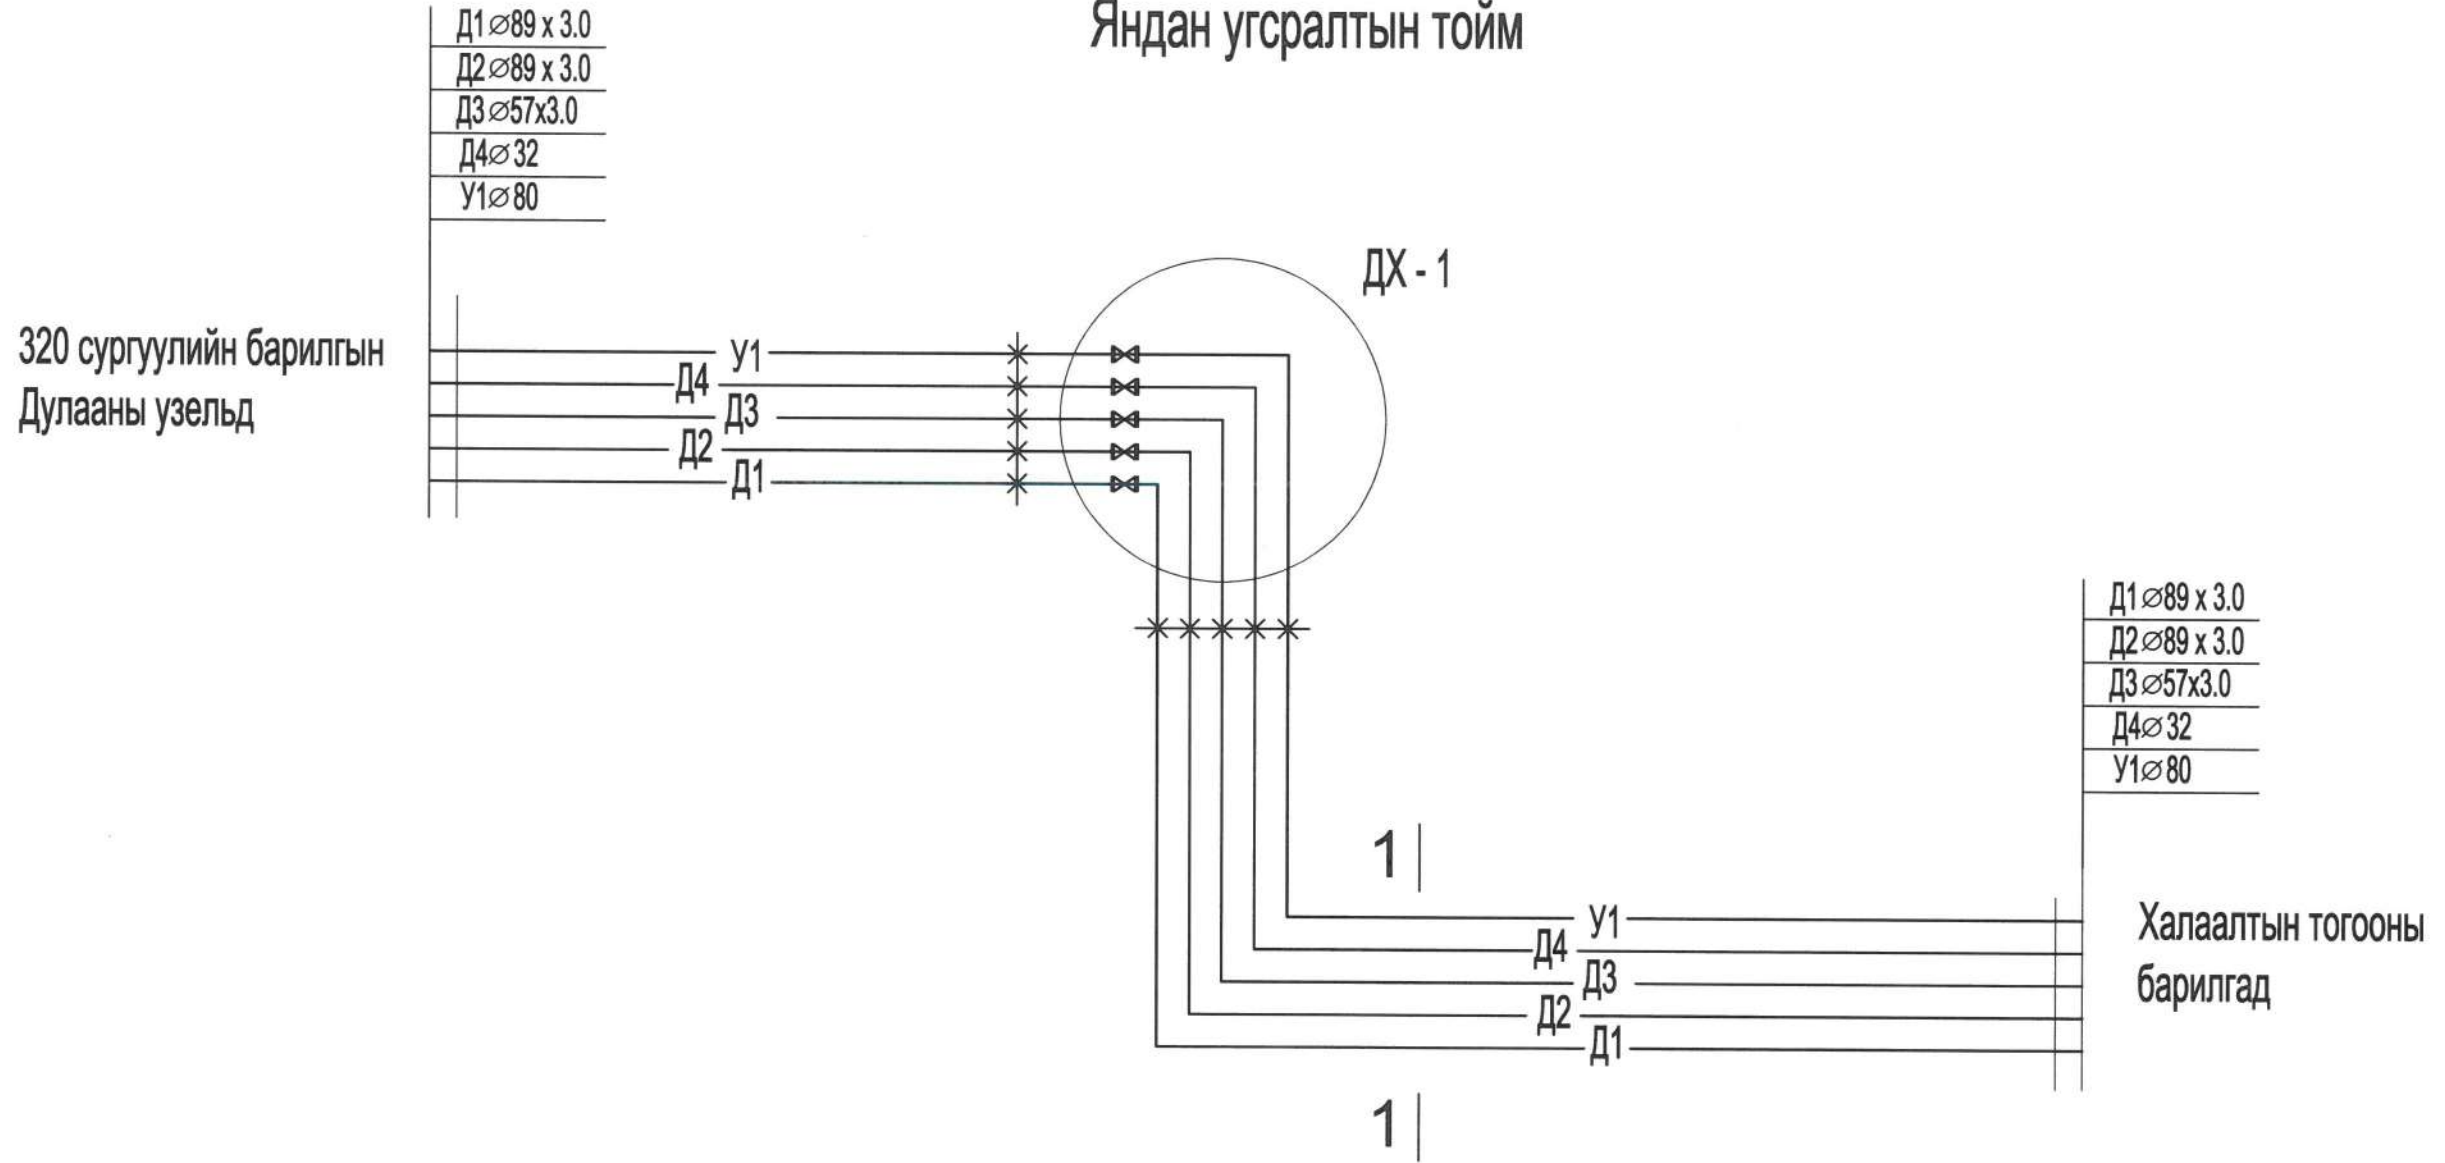 Яндан угсралтын тойм
Д1⌀89 x 3.0
Д2⌀89 x 3.0
Д3⌀57x3.0
Д4⌀32
У1⌀80
ДХ - 1
320 сургуулийн барилгын
Дулааны узельд
У1
Д4
Д3
Д2
Д1
Д1⌀89 x 3.0
Д2⌀89 x 3.0
Д3⌀57x3.0
Д4⌀32
У1⌀80
1
У1
Д4
Д3
Д2
Д1
Халаалтын тогооны
барилгад
1